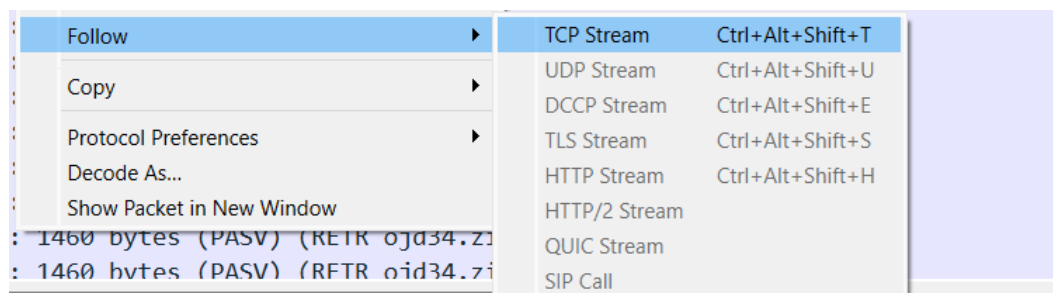 Follow
Copy
Protocol Preferences
Decode As...
Show Packet in New Window
TCP Stream Ctrl+Alt+Shift+T
UDP Stream Ctrl+Alt+Shift+U
DCCP Stream Ctrl+Alt+Shift+E
TLS Stream Ctrl+Alt+Shift+S
HTTP Stream Ctrl+Alt+Shift+H
HTTP/2 Stream
QUIC Stream
SIP Call
: 1460 bytes (PASV) (RETR ojd34.zi
: 1460 bytes (PASV) (RETR ojd34.zi